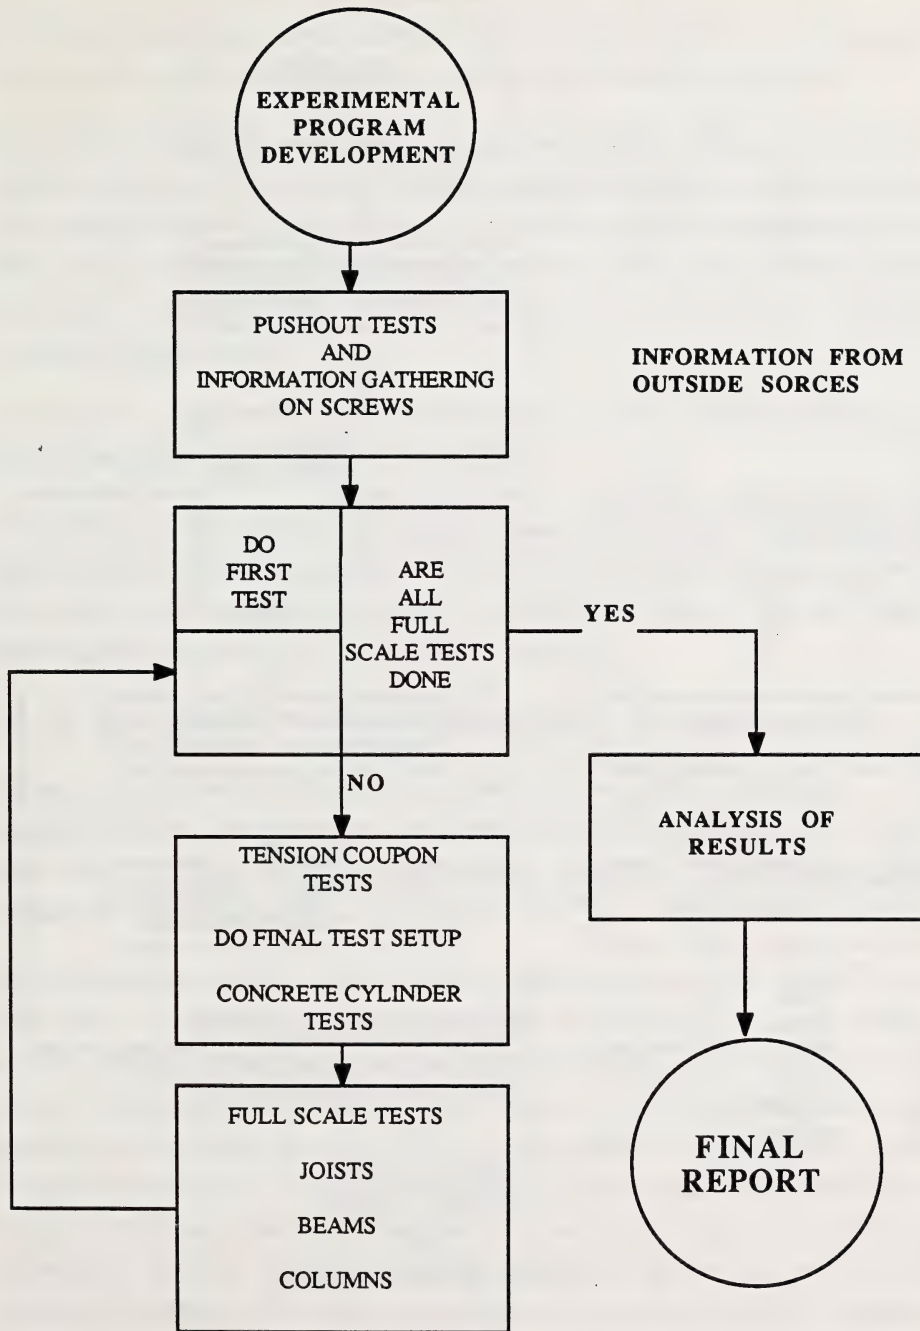 EXPERIMENTAL
PROGRAM
DEVELOPMENT
PUSHOUT TESTS
AND
INFORMATION GATHERING
ON SCREWS
INFORMATION FROM
OUTSIDE SORCES
DO
FIRST
TEST
ARE
ALL
FULL
SCALE TESTS
DONE
YES
NO
TENSION COUPON
TESTS
DO FINAL TEST SETUP
CONCRETE CYLINDER
TESTS
ANALYSIS OF
RESULTS
FULL SCALE TESTS
JOISTS
BEAMS
COLUMNS
FINAL
REPORT